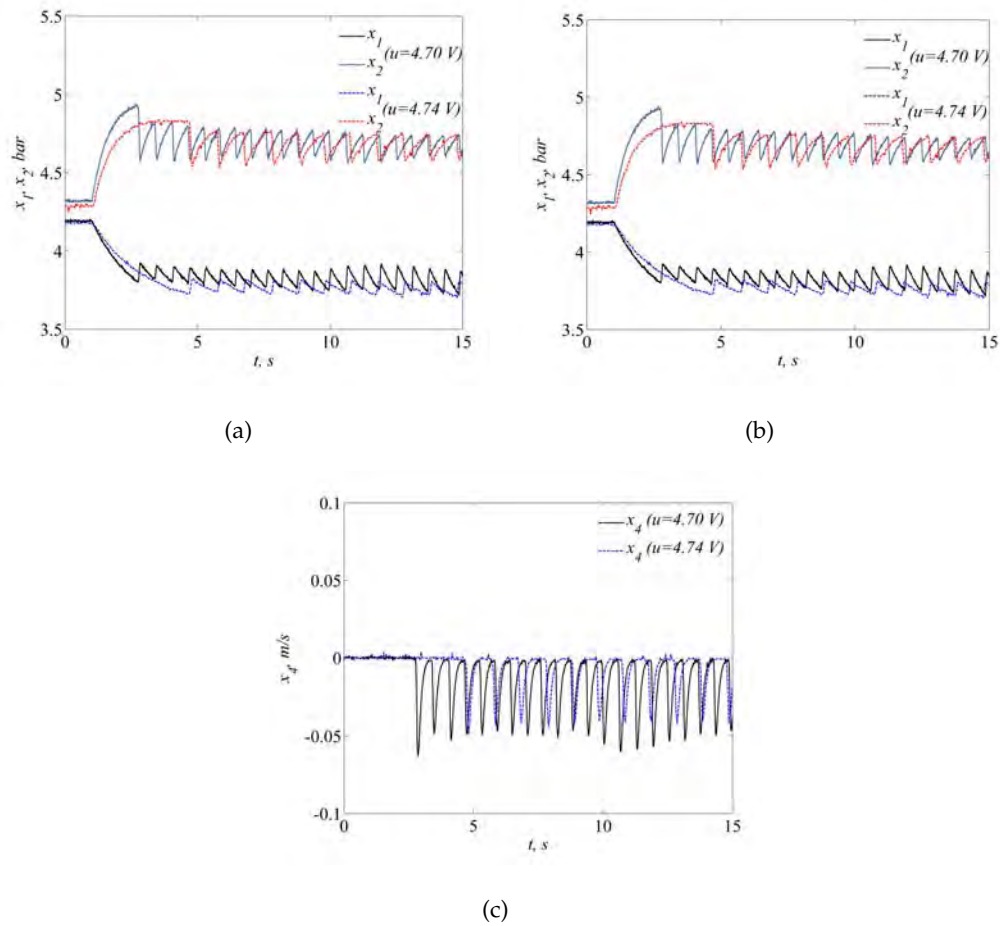 5.5
5
4.5
4
3.5
x1, x2, bar
0
5
10
15
t, s
x1
(u=4.70 V)
x2
x1
(u=4.74 V)
x2
(a)
5.5
5
4.5
4
3.5
x1, x2, bar
0
5
10
15
t, s
x1
(u=4.70 V)
x2
x1
(u=4.74 V)
x2
(b)
0.1
0.05
0
-0.05
-0.1
x4, m/s
0
5
10
15
t, s
x4 (u=4.70 V)
x4 (u=4.74 V)
(c)